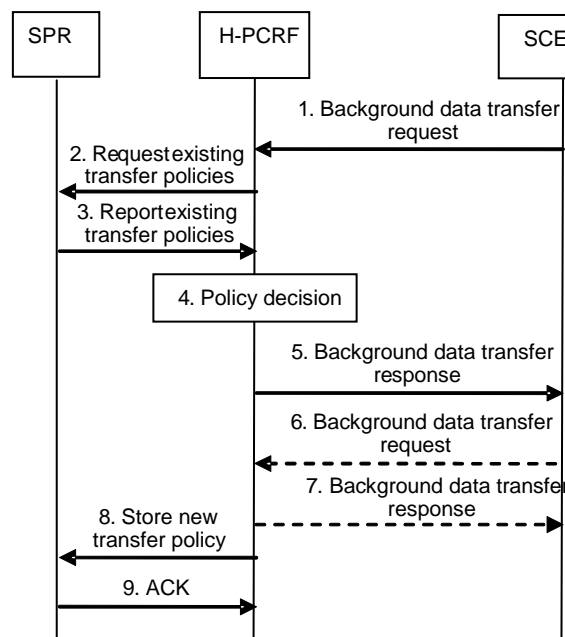 SPR
H-PCRF
SCE
1. Background data transfer
request
2. Request existing
transfer policies
3. Report existing
transfer policies
4. Policy decision
5. Background data transfer
response
6. Background data transfer
request
7. Background data transfer
response
8. Store new
transfer policy
9. ACK